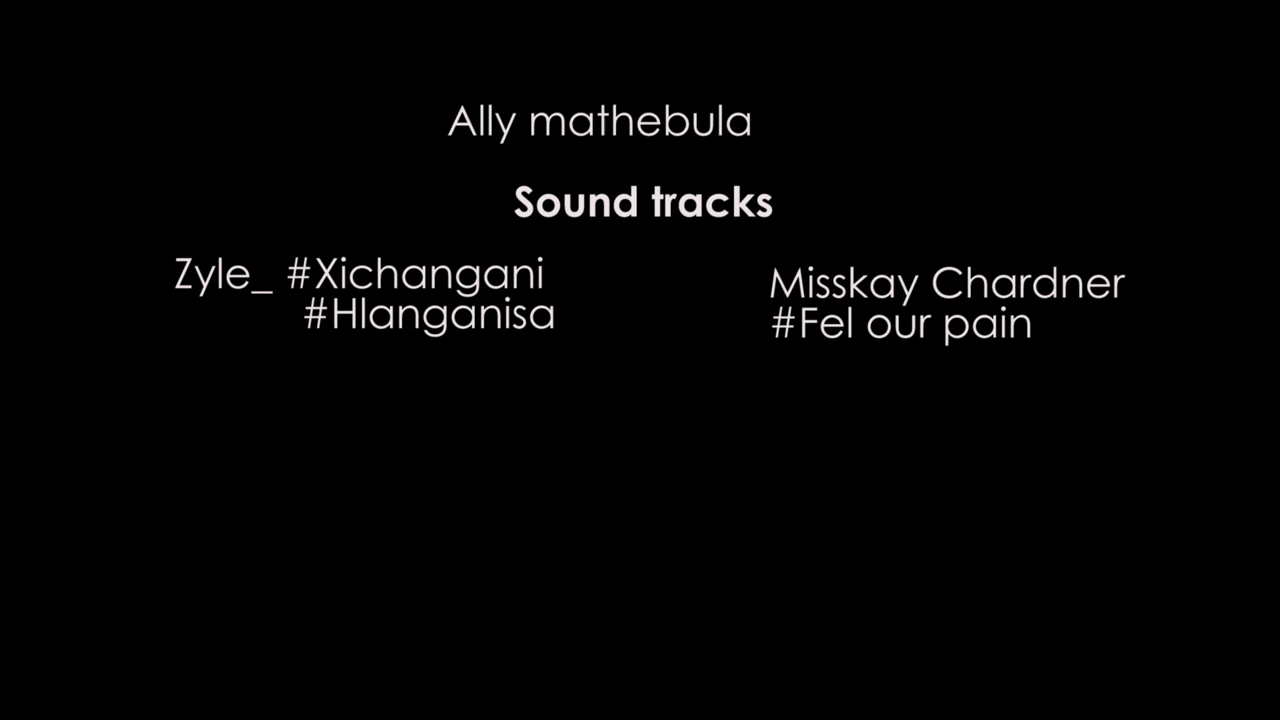 Ally mathebula
Sound tracks
Zyle_ #Xichangani
#Hlanganisa
Misskay Chardner
#Fel our pain